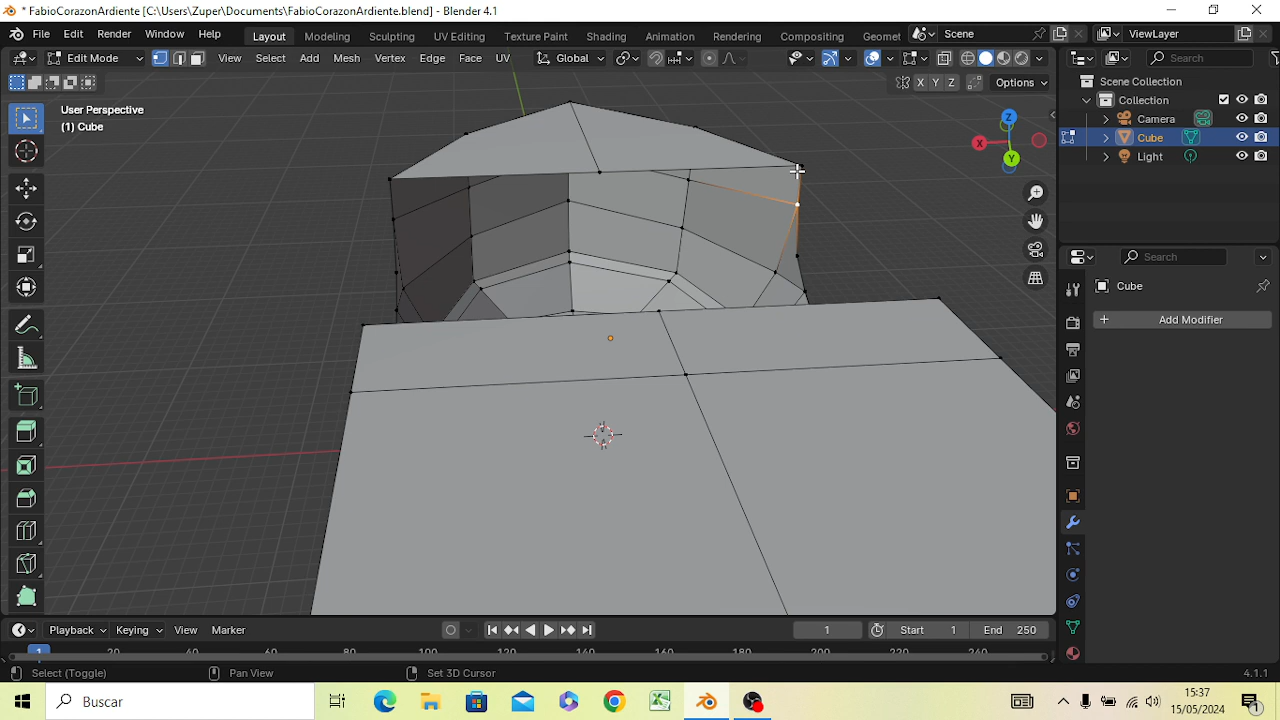 * FabioCorazonArdiente [C:\Users\Zuper\Documents\FabioCorazonArdiente.blend] - Blender 4.1
File Edit Render Window Help Layout Modeling Sculpting UV Editing Texture Paint Shading Animation Rendering Compositing Geomet Scene ViewLayer
Edit Mode View Select Add Mesh Vertex Edge Face UV Global Search
X Y Z Options
User Perspective
(1) Cube
Scene Collection
Collection
Camera
Cube
Light
Z
X
Y
Search
Cube
Add Modifier
Playback Keying View Marker 1 Start 1 End 250
1 20 40 60 80 100 120 140 160 180 200 220 240
Select (Toggle) Pan View Set 3D Cursor 4.1.1
Buscar
15:37
15/05/2024
1